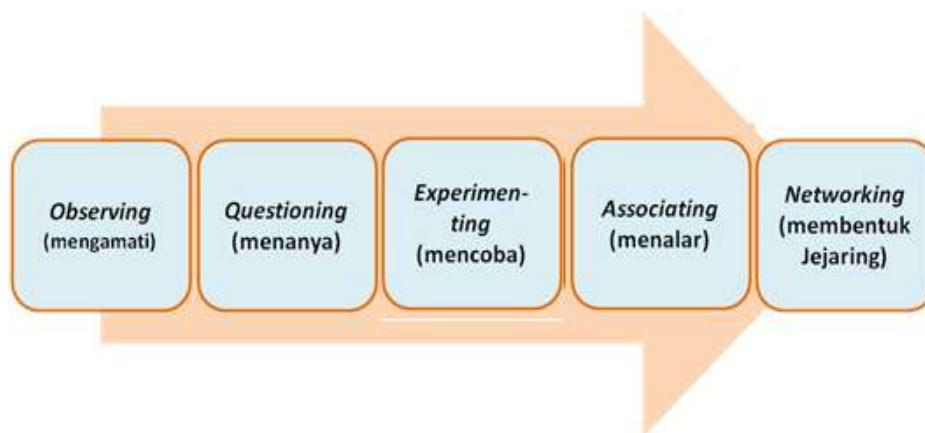 Observing
(mengamati)
Questioning
(menanya)
Experimen-
ting
(mencoba)
Associating
(menalar)
Networking
(membentuk
Jejaring)